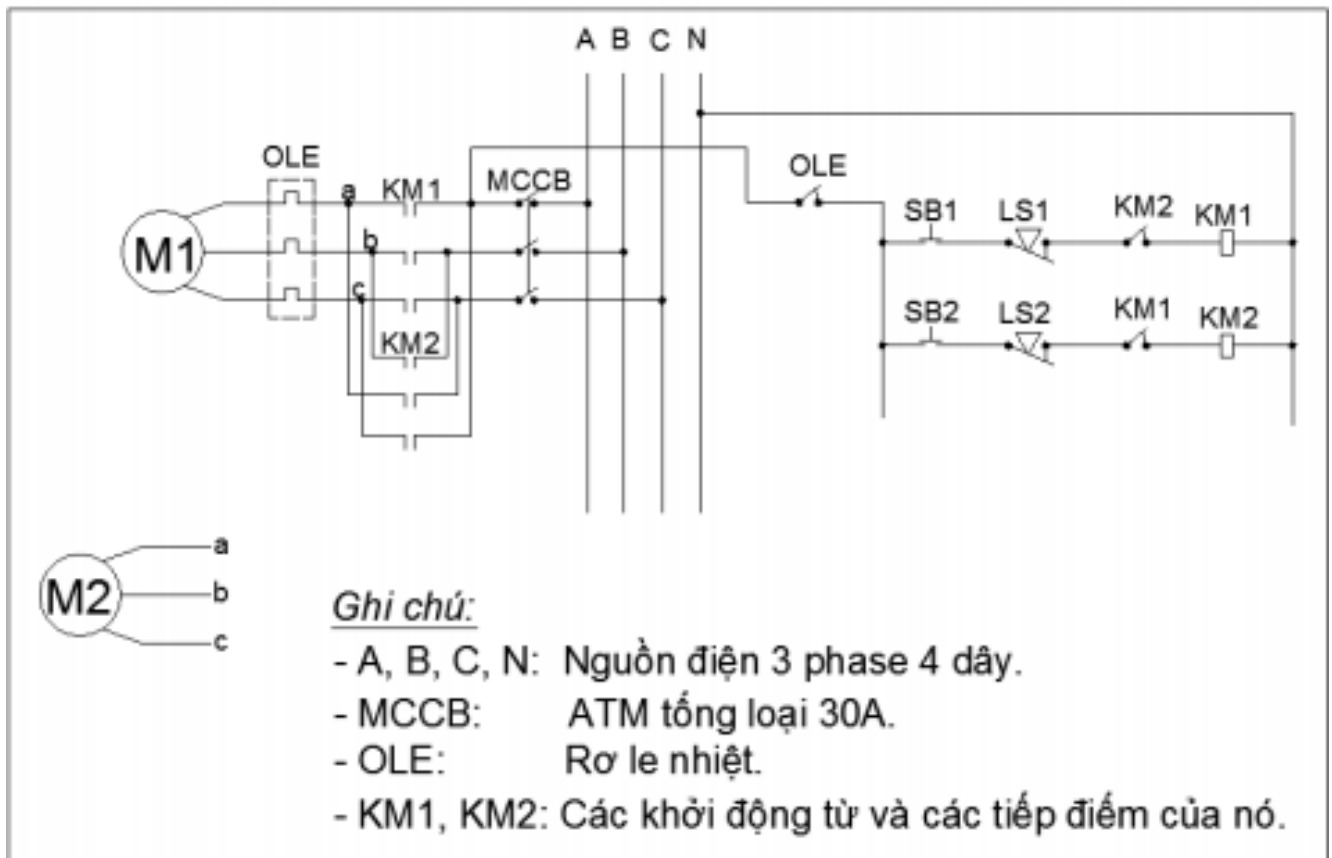 A B C N
OLE
a
KM1
MCCB
OLE
SB1
LS1
KM2
KM1
M1
b
c
KM2
SB2
LS2
KM1
KM2
M2
a
b
c
Ghi chú:
- A, B, C, N: Nguồn điện 3 phase 4 dây.
- MCCB: ATM tổng loại 30A.
- OLE: Rơ le nhiệt.
- KM1, KM2: Các khởi động từ và các tiếp điểm của nó.